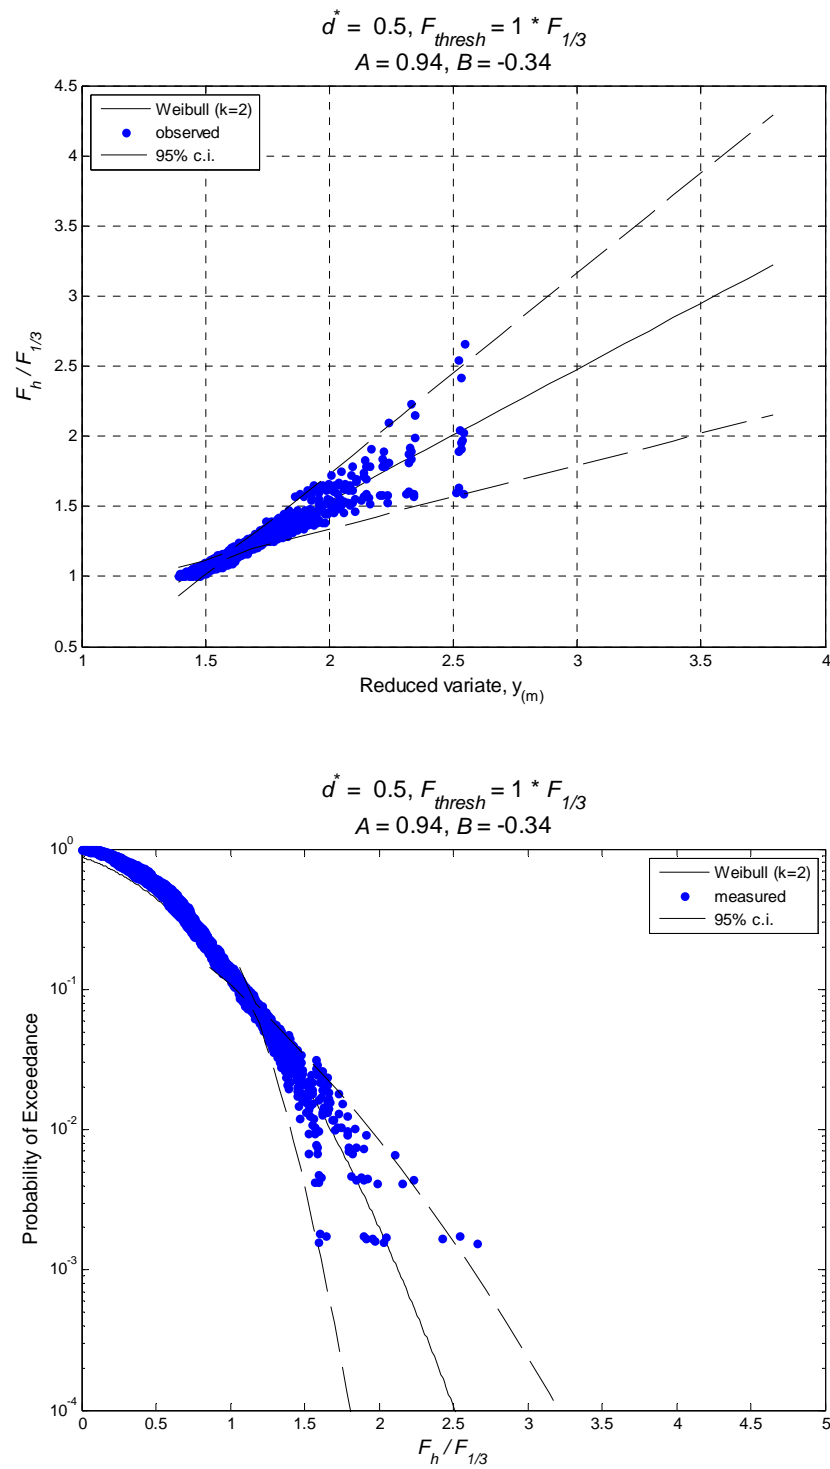 d* = 0.5, F_thresh = 1 * F_1/3
A = 0.94, B = -0.34
4.5
4
3.5
3
2.5
2
1.5
1
0.5
F_h / F_1/3
Weibull (k=2)
observed
95% c.i.
1 1.5 2 2.5 3 3.5 4
Reduced variate, y_(m)
d* = 0.5, F_thresh = 1 * F_1/3
A = 0.94, B = -0.34
10^0
10^-1
10^-2
10^-3
10^-4
Probability of Exceedance
Weibull (k=2)
measured
95% c.i.
0 0.5 1 1.5 2 2.5 3 3.5 4 4.5 5
F_h / F_1/3